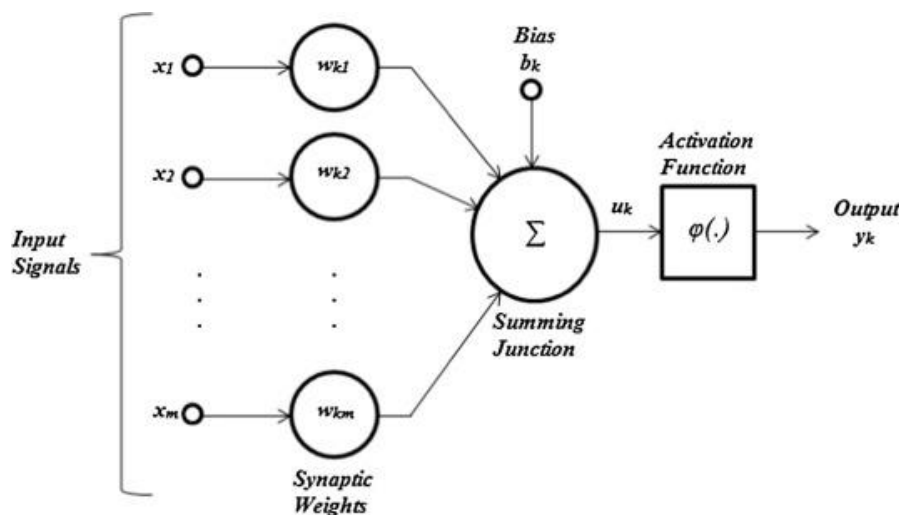 x1
wk1
Bias
bk
x2
wk2
Activation
Function
Input
Signals
Σ
uk
φ(.)
Output
yk
Summing
Junction
xm
wkm
Synaptic
Weights